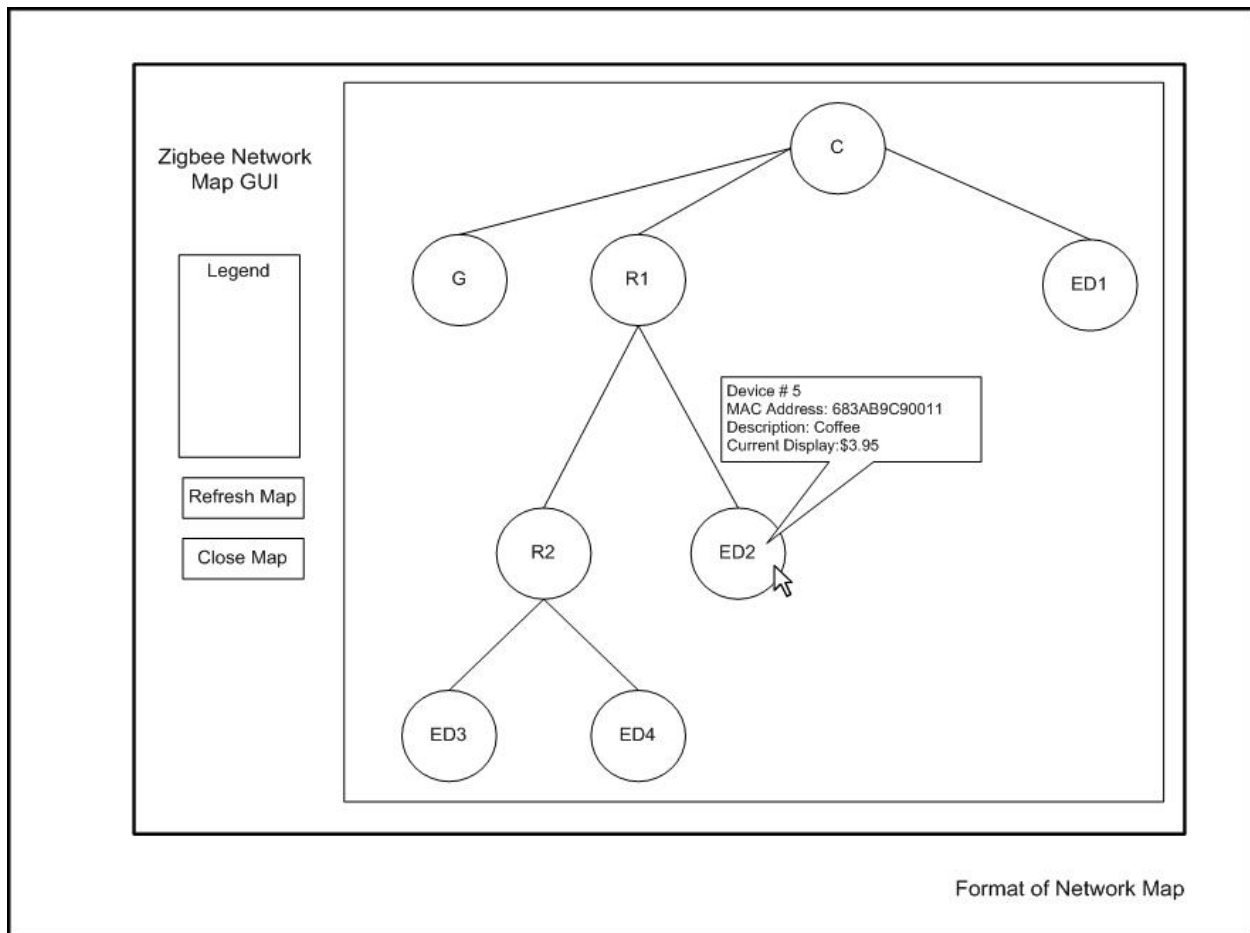 Zigbee Network
Map GUI
Legend
Refresh Map
Close Map
C
G
R1
ED1
Device # 5
MAC Address: 683AB9C90011
Description: Coffee
Current Display:$3.95
R2
ED2
ED3
ED4
Format of Network Map